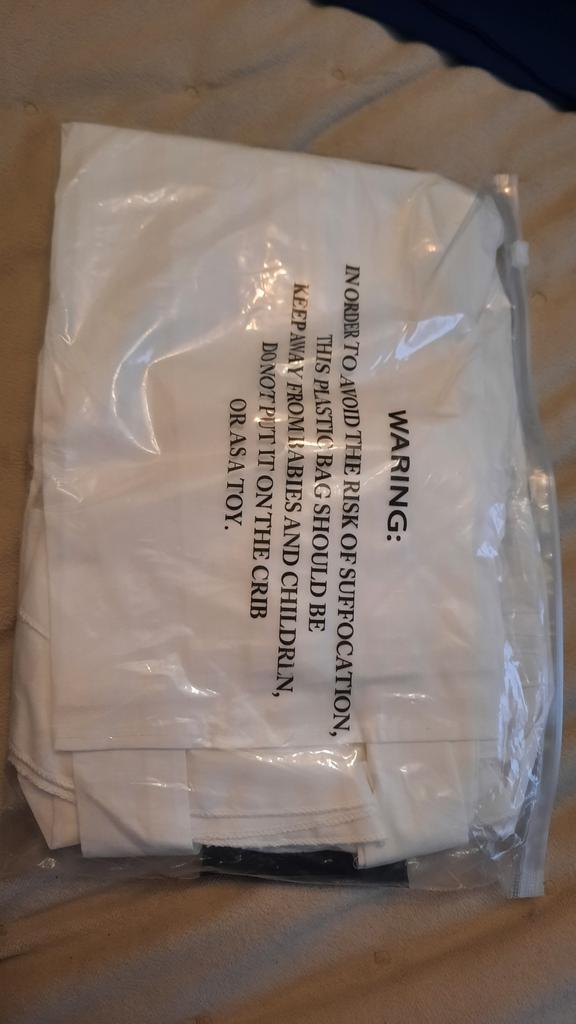 WARING:
IN ORDER TO AVOID THE RISK OF SUFFOCATION,
THIS PLASTIC BAG SHOULD BE
KEEP AWAY FROM BABIES AND CHILDRLN,
DO NOT PUT IT ON THE CRIB
OR AS A TOY.